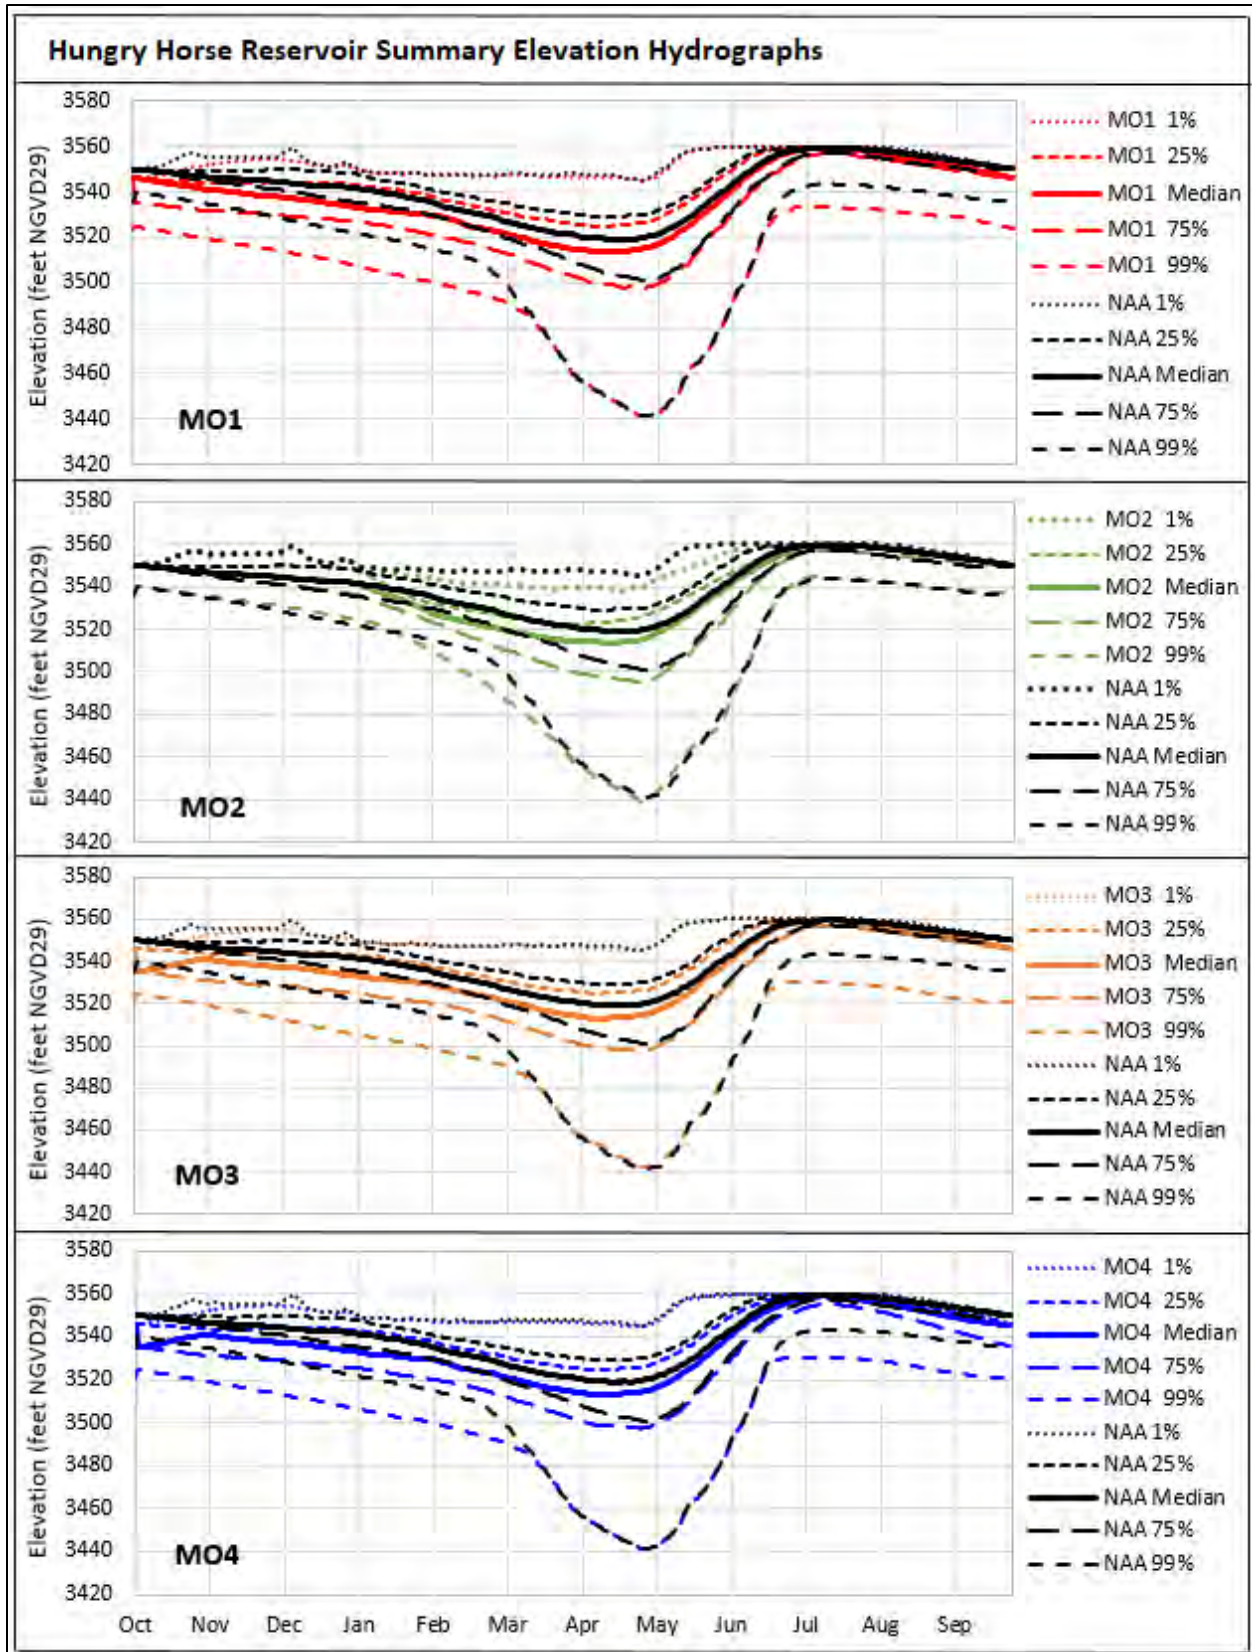 Hungry Horse Reservoir Summary Elevation Hydrographs
Elevation (feet NGVD29)
3580
3560
3540
3520
3500
3480
3460
3440
3420
MO1
MO1 1%
MO1 25%
MO1 Median
MO1 75%
MO1 99%
NAA 1%
NAA 25%
NAA Median
NAA 75%
NAA 99%
Elevation (feet NGVD29)
3580
3560
3540
3520
3500
3480
3460
3440
3420
MO2
MO2 1%
MO2 25%
MO2 Median
MO2 75%
MO2 99%
NAA 1%
NAA 25%
NAA Median
NAA 75%
NAA 99%
Elevation (feet NGVD29)
3580
3560
3540
3520
3500
3480
3460
3440
3420
MO3
MO3 1%
MO3 25%
MO3 Median
MO3 75%
MO3 99%
NAA 1%
NAA 25%
NAA Median
NAA 75%
NAA 99%
Elevation (feet NGVD29)
3580
3560
3540
3520
3500
3480
3460
3440
3420
MO4
MO4 1%
MO4 25%
MO4 Median
MO4 75%
MO4 99%
NAA 1%
NAA 25%
NAA Median
NAA 75%
NAA 99%
Oct Nov Dec Jan Feb Mar Apr May Jun Jul Aug Sep